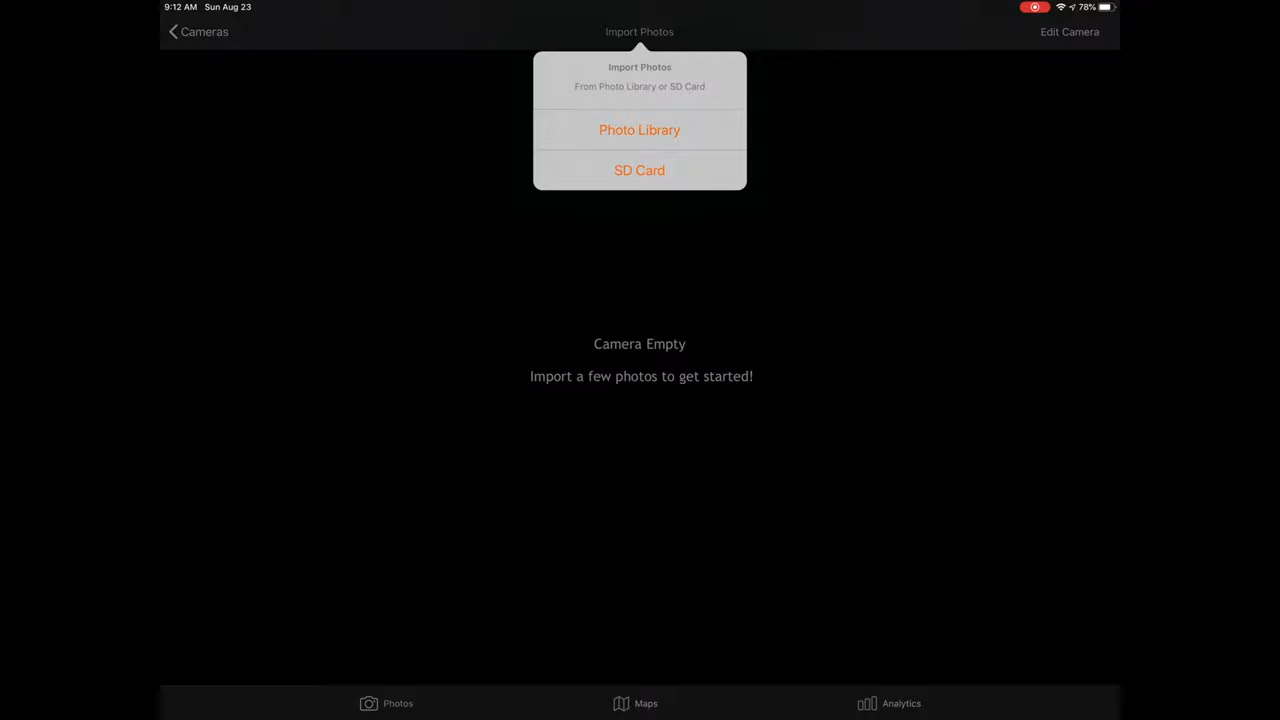 9:12 AM Sun Aug 23
78%
Cameras
Import Photos
Edit Camera
Import Photos
From Photo Library or SD Card
Photo Library
SD Card
Camera Empty
Import a few photos to get started!
Photos
Maps
Analytics